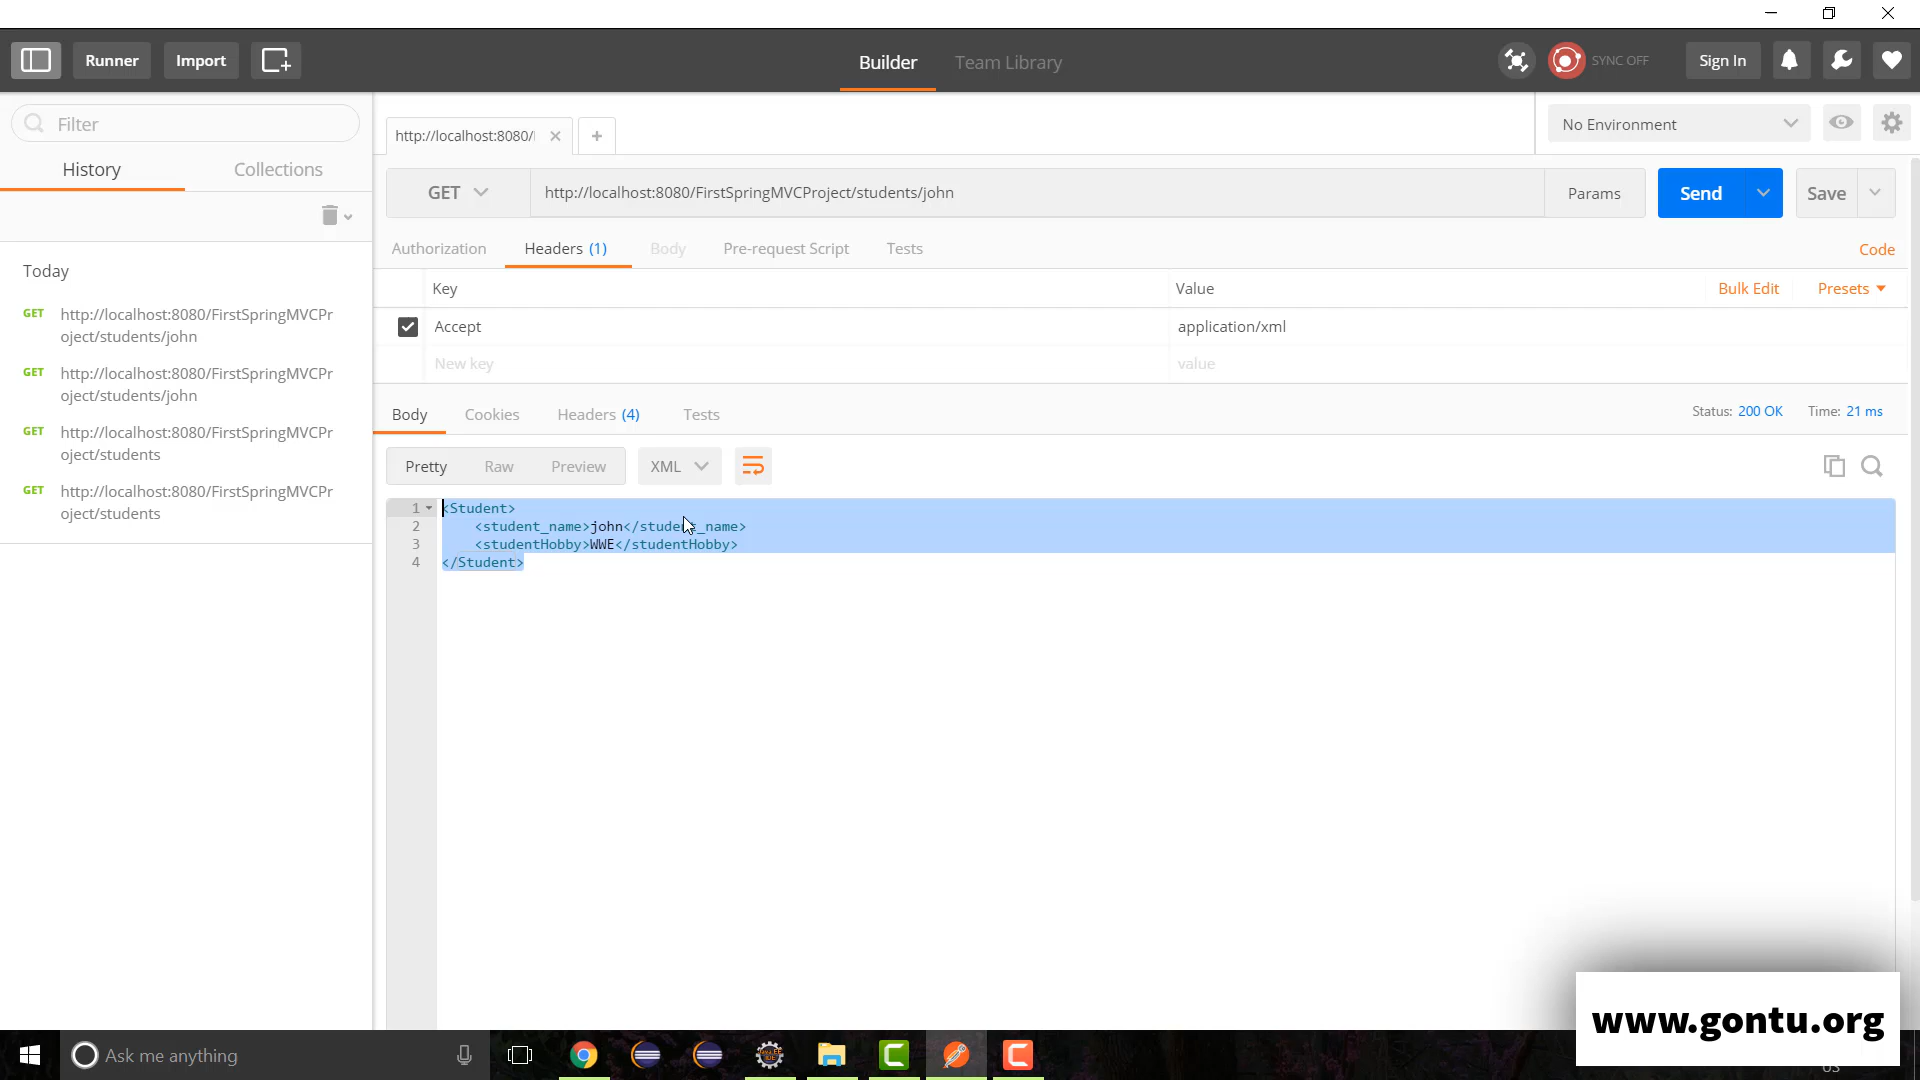 Runner
Import
Builder
Team Library
SYNC OFF
Sign In
Filter
History
Collections
Today
GET http://localhost:8080/FirstSpringMVCPr
oject/students/john
GET http://localhost:8080/FirstSpringMVCPr
oject/students/john
GET http://localhost:8080/FirstSpringMVCPr
oject/students
GET http://localhost:8080/FirstSpringMVCPr
oject/students
http://localhost:8080/
No Environment
GET
http://localhost:8080/FirstSpringMVCProject/students/john
Params
Send
Save
Authorization
Headers (1)
Body
Pre-request Script
Tests
Code
Key
Value
Bulk Edit
Presets
Accept
application/xml
New key
value
Body
Cookies
Headers (4)
Tests
Status: 200 OK
Time: 21 ms
Pretty
Raw
Preview
XML
1 <Student>
2 <student_name>john</student_name>
3 <studentHobby>WWE</studentHobby>
4 </Student>
www.gontu.org
Ask me anything